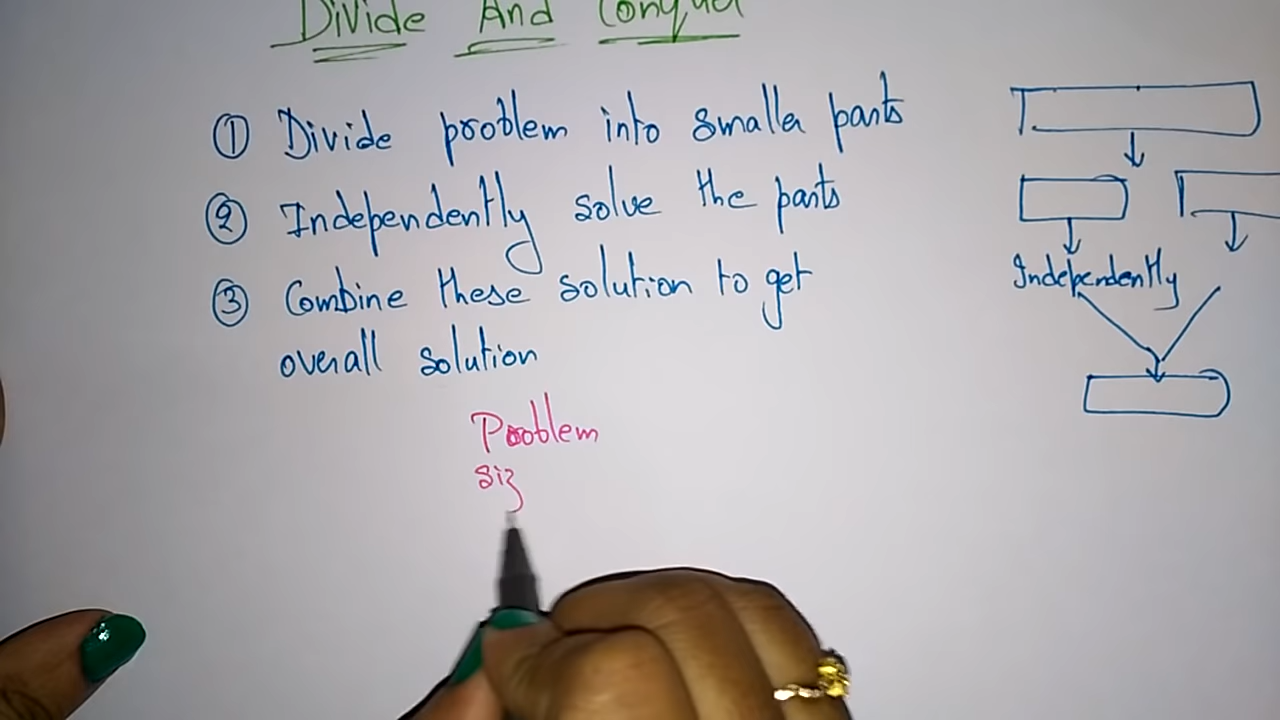 Divide And Conquer
① Divide problem into smaller parts
② Independently solve the parts
③ Combine these solution to get
overall solution
Independently
Problem
siz